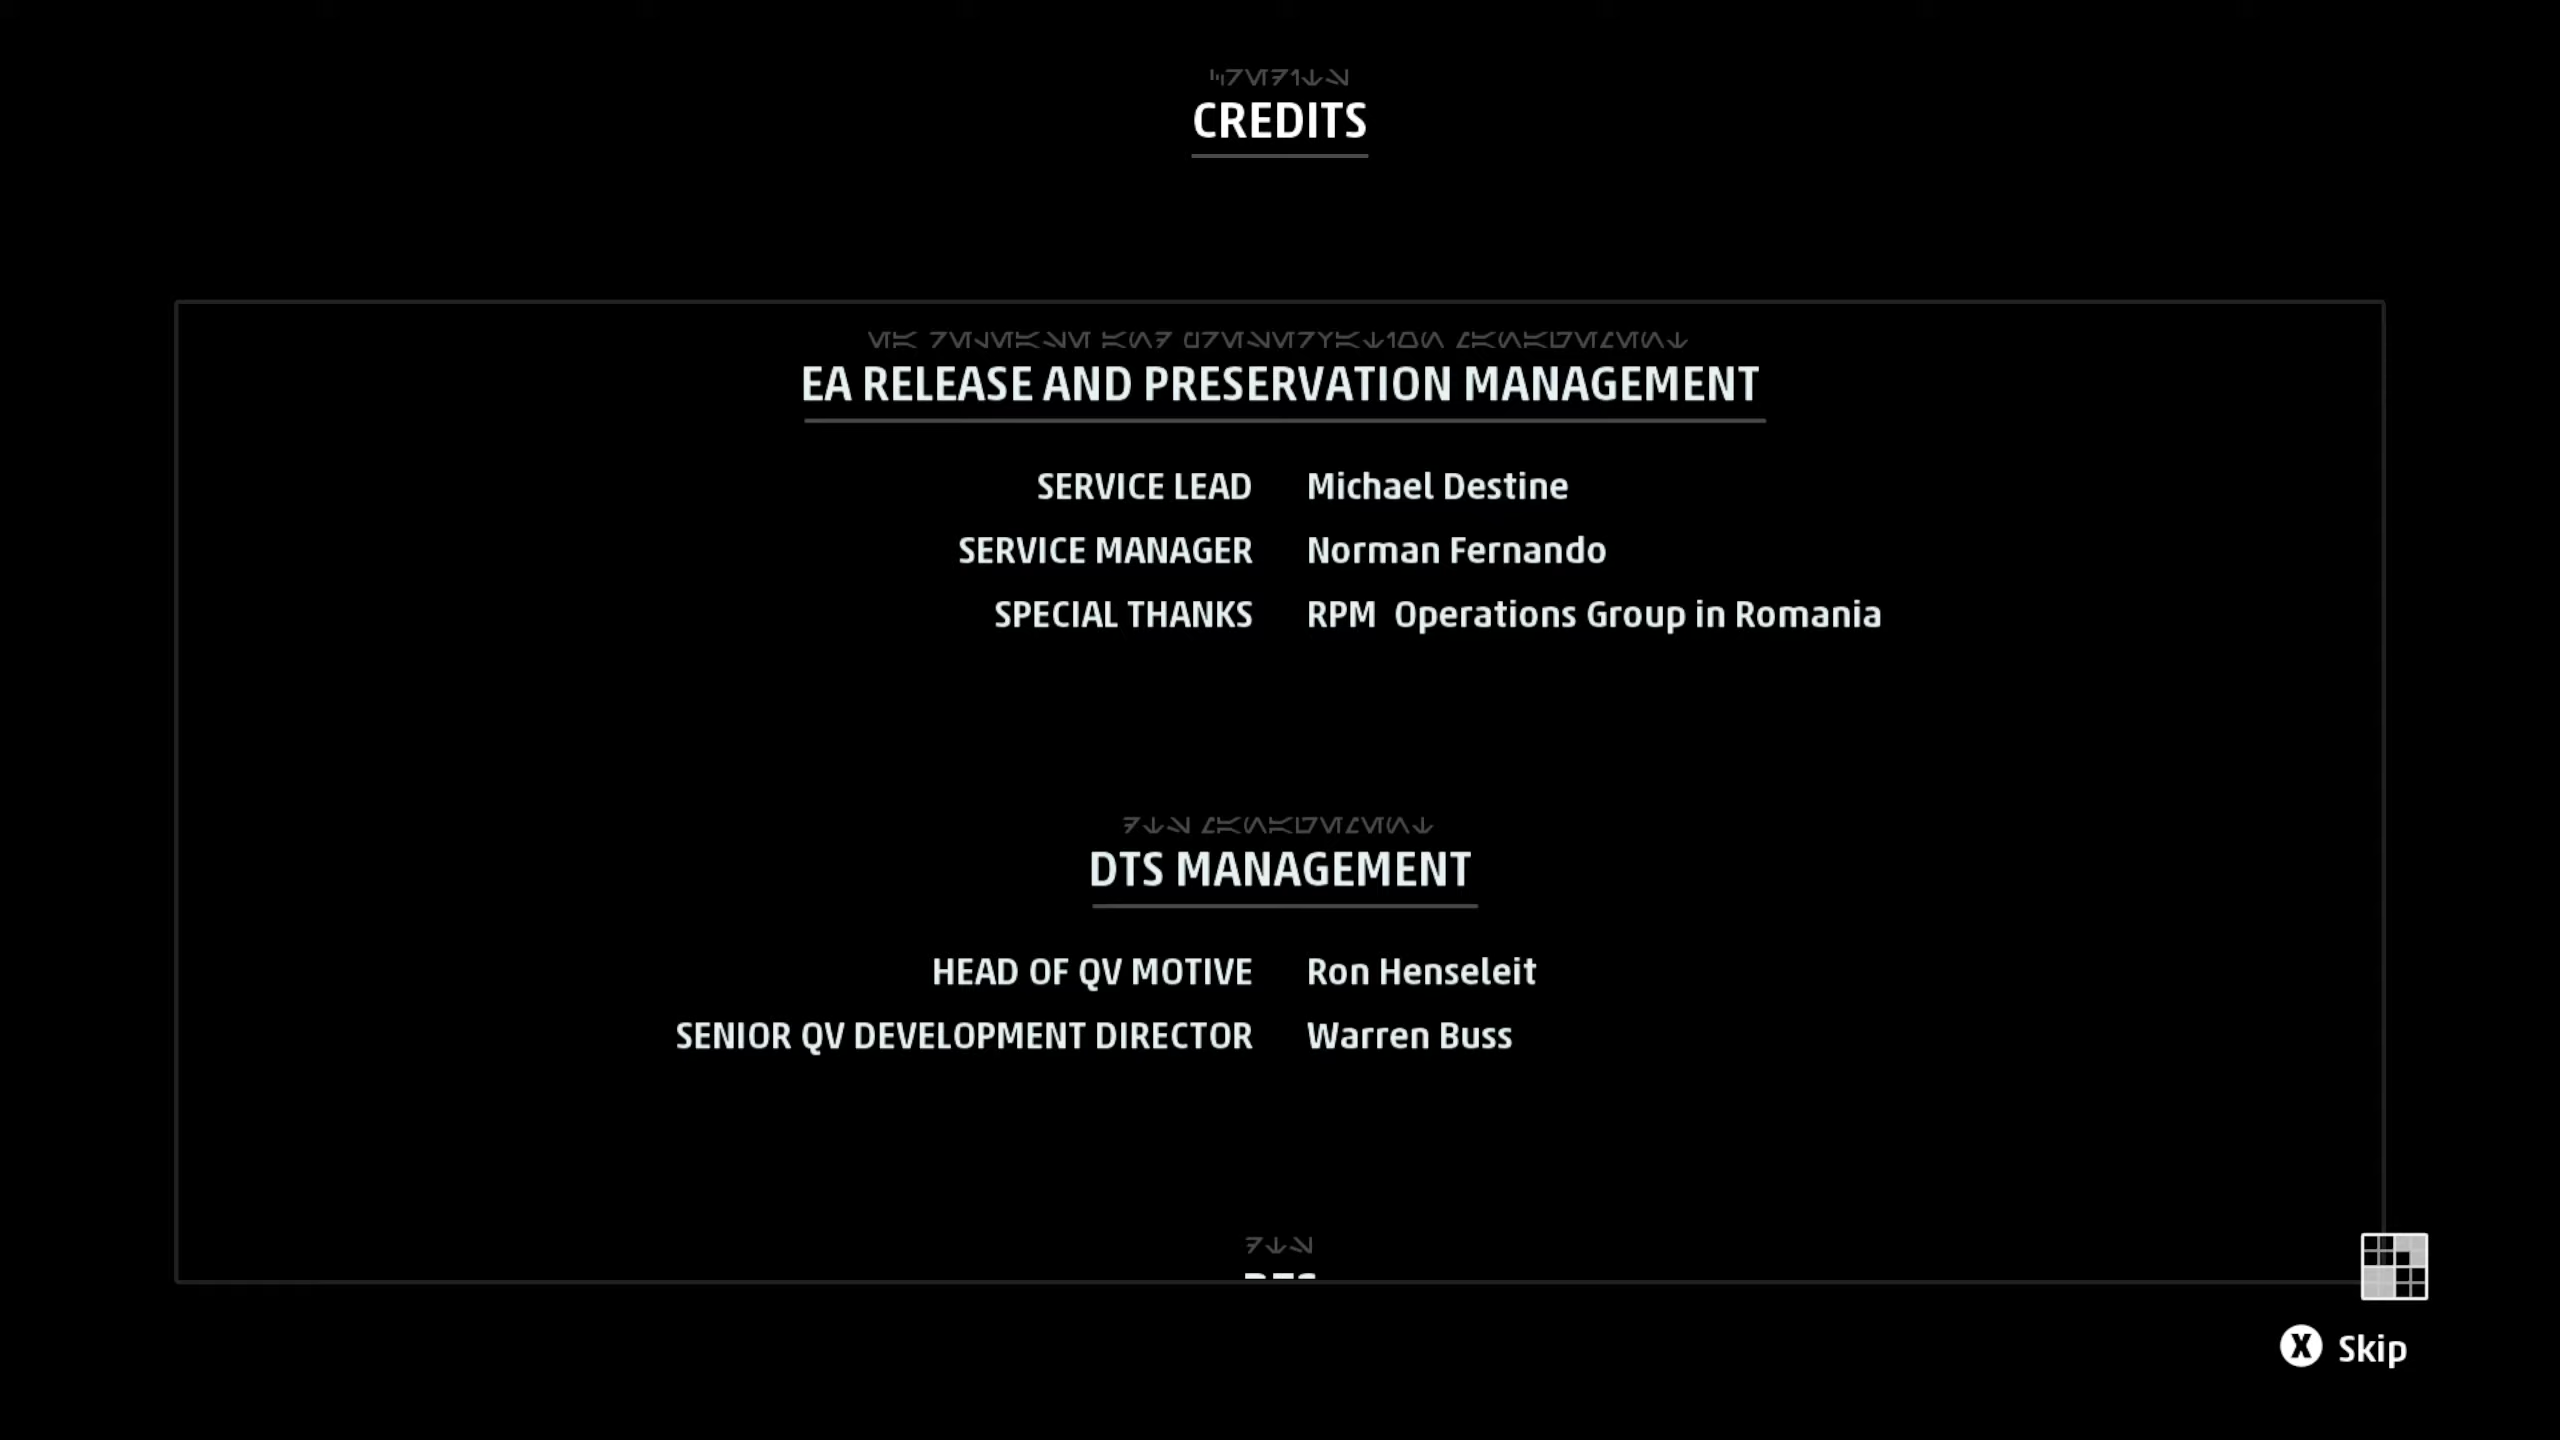 CREDITS
EA RELEASE AND PRESERVATION MANAGEMENT
SERVICE LEAD Michael Destine
SERVICE MANAGER Norman Fernando
SPECIAL THANKS RPM  Operations Group in Romania
DTS MANAGEMENT
HEAD OF QV MOTIVE Ron Henseleit
SENIOR QV DEVELOPMENT DIRECTOR Warren Buss
X Skip